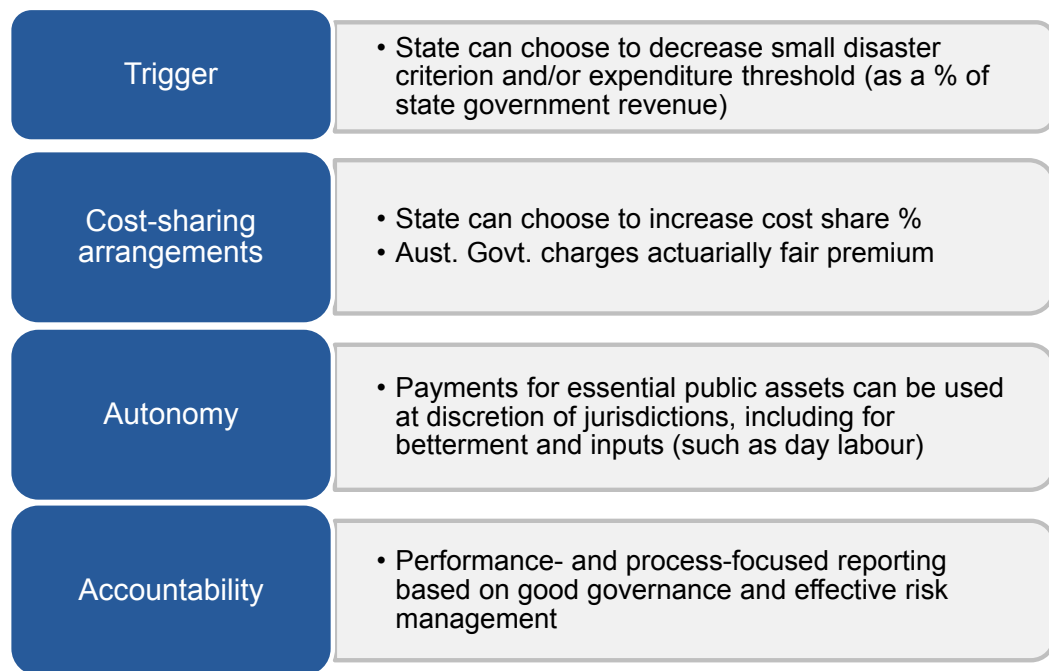 Trigger
• State can choose to decrease small disaster
criterion and/or expenditure threshold (as a % of
state government revenue)
Cost-sharing
arrangements
• State can choose to increase cost share %
• Aust. Govt. charges actuarially fair premium
Autonomy
• Payments for essential public assets can be used
at discretion of jurisdictions, including for
betterment and inputs (such as day labour)
Accountability
• Performance- and process-focused reporting
based on good governance and effective risk
management